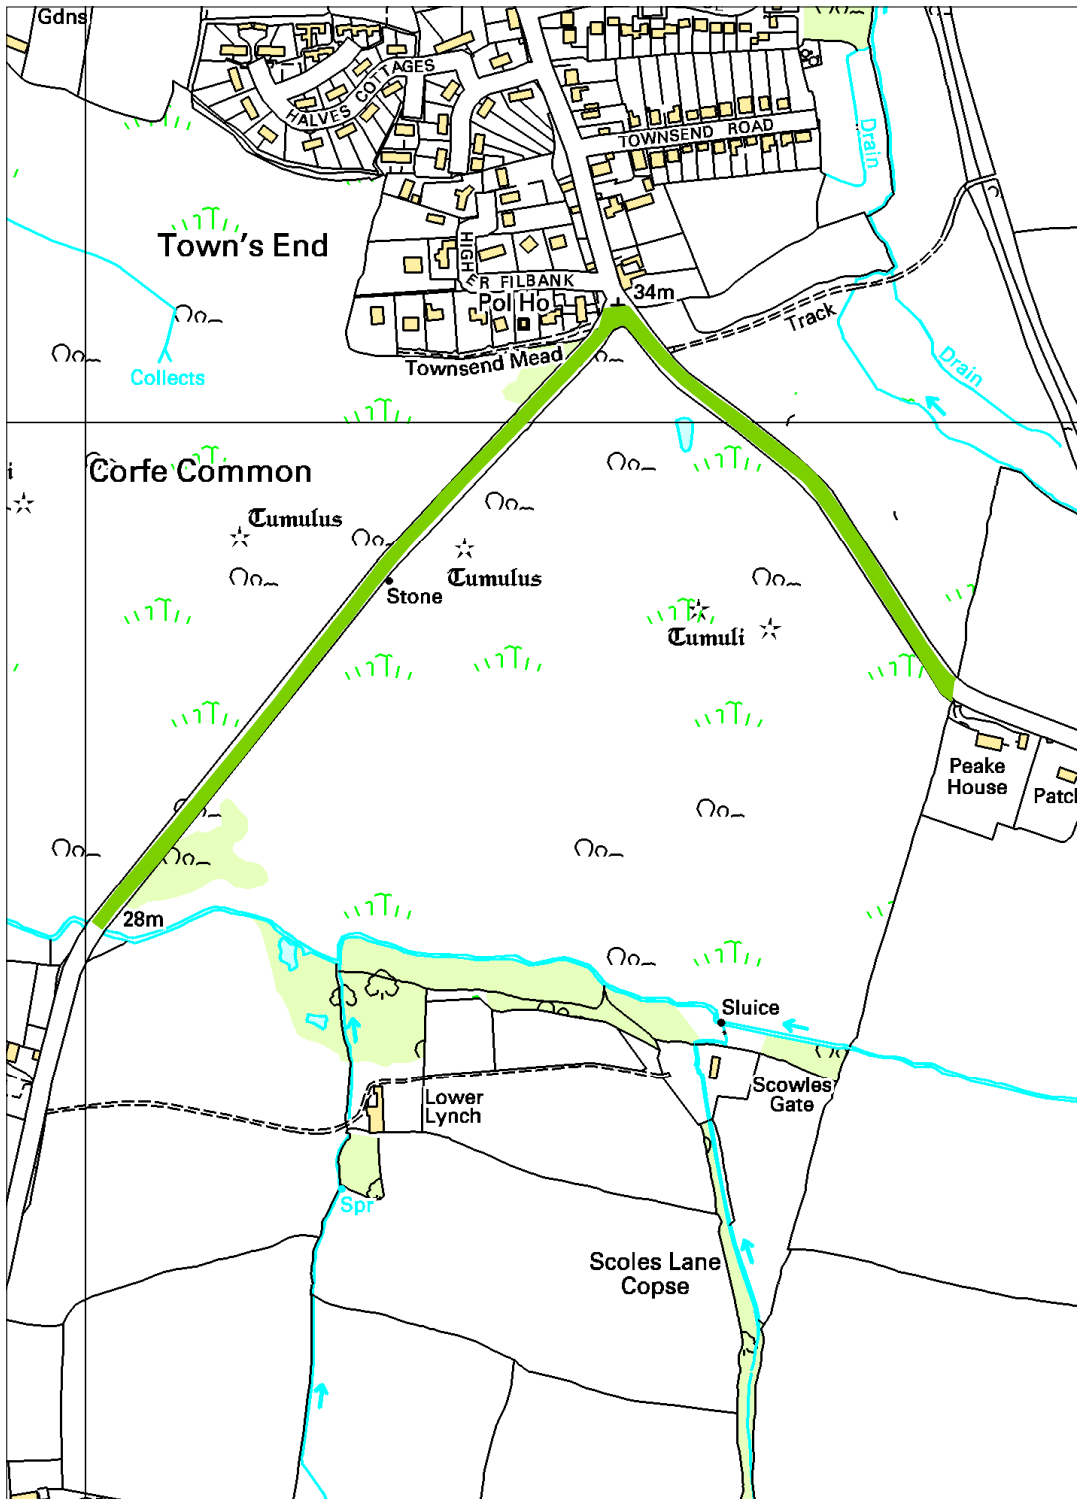 Gdns
HALVES COTTAGES
TOWNSEND ROAD
Drain
Town's End
HIGHER FILBANK
34m
Pol Ho
Track
Townsend Mead
Drain
Collects
Corfe Common
Tumulus
Tumulus
Stone
Tumuli
Peake
House
28m
Sluice
Scowles
Gate
Lower
Lynch
Spr
Scoles Lane
Copse